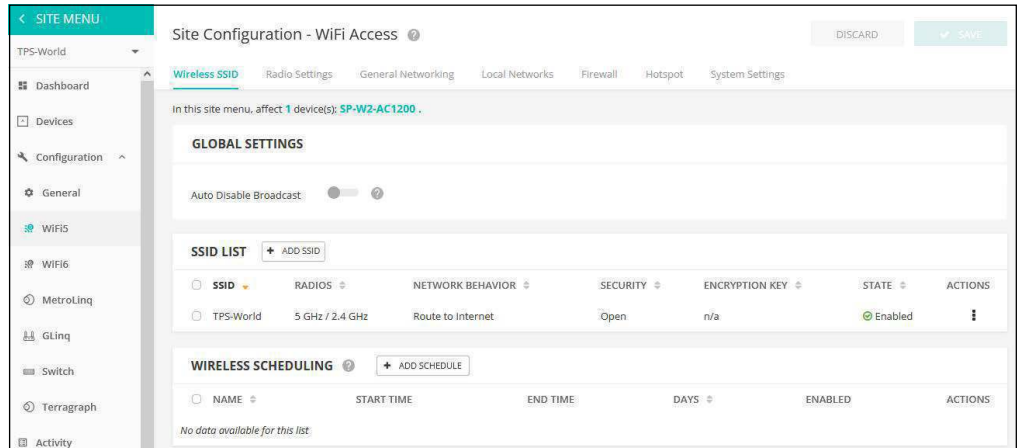 SITE MENU
TPS-World
Dashboard
Devices
Configuration
General
WiFi5
WiFi6
MetroLinq
GLinq
Switch
Terragraph
Activity
Site Configuration - WiFi Access ?
DISCARD
SAVE
Wireless SSID Radio Settings General Networking Local Networks Firewall Hotspot System Settings
In this site menu, affect 1 device(s): SP-W2-AC1200 .
GLOBAL SETTINGS
Auto Disable Broadcast ?
SSID LIST + ADD SSID
SSID RADIOS NETWORK BEHAVIOR SECURITY ENCRYPTION KEY STATE ACTIONS
TPS-World 5 GHz / 2.4 GHz Route to Internet Open n/a Enabled
WIRELESS SCHEDULING ? + ADD SCHEDULE
NAME START TIME END TIME DAYS ENABLED ACTIONS
No data available for this list